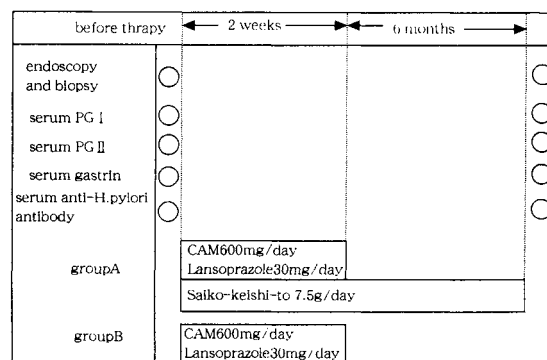 before thrapy 2 weeks 6 months
endoscopy
and biopsy
serum PG I
serum PG II
serum gastrin
serum anti-H.pylori
antibody
groupA
CAM600mg/day
Lansoprazole30mg/day
Saiko-keishi-to 7.5g/day
groupB
CAM600mg/day
Lansoprazole30mg/day